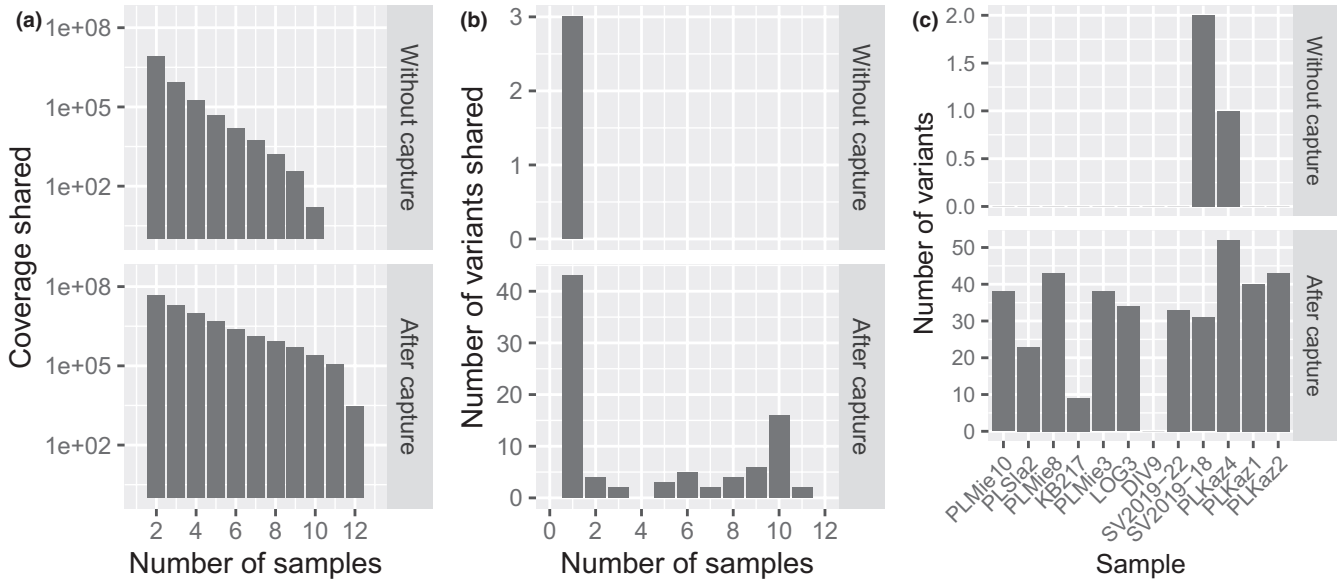 (a)
1e+08
1e+05
1e+02
Without capture
1e+08
1e+05
1e+02
After capture
Coverage shared
2 4 6 8 10 12
Number of samples
(b)
3
2
1
0
Without capture
40
30
20
10
0
After capture
Number of variants shared
0 2 4 6 8 10 12
Number of samples
(c)
2.0
1.5
1.0
0.5
0.0
Without capture
50
40
30
20
10
0
After capture
Number of variants
PLMie10
PLSla2
PLMie8
KB217
PLMie3
LOG3
DIV9
SV2019−22
SV2019−18
PLKaz4
PLKaz1
PLKaz2
Sample